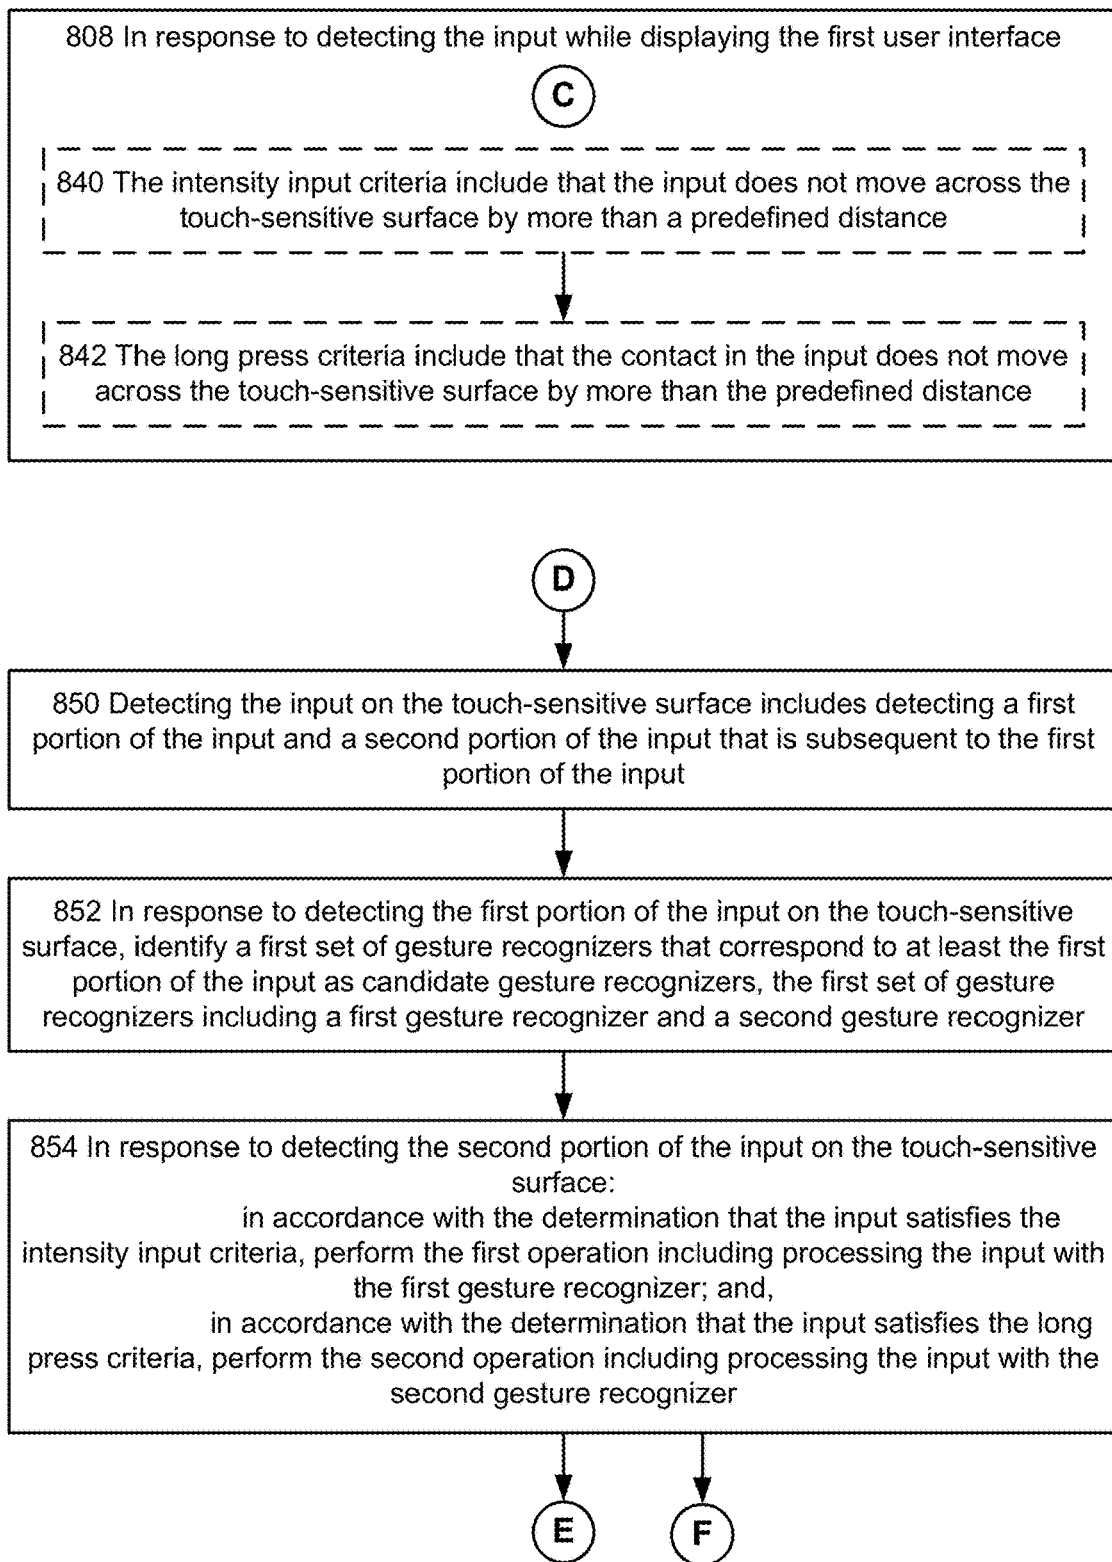 808 In response to detecting the input while displaying the first user interface
C
840 The intensity input criteria include that the input does not move across the
touch-sensitive surface by more than a predefined distance
842 The long press criteria include that the contact in the input does not move
across the touch-sensitive surface by more than the predefined distance
D
850 Detecting the input on the touch-sensitive surface includes detecting a first
portion of the input and a second portion of the input that is subsequent to the first
portion of the input
852 In response to detecting the first portion of the input on the touch-sensitive
surface, identify a first set of gesture recognizers that correspond to at least the first
portion of the input as candidate gesture recognizers, the first set of gesture
recognizers including a first gesture recognizer and a second gesture recognizer
854 In response to detecting the second portion of the input on the touch-sensitive
surface:
in accordance with the determination that the input satisfies the
intensity input criteria, perform the first operation including processing the input with
the first gesture recognizer; and,
in accordance with the determination that the input satisfies the long
press criteria, perform the second operation including processing the input with the
second gesture recognizer
E
F